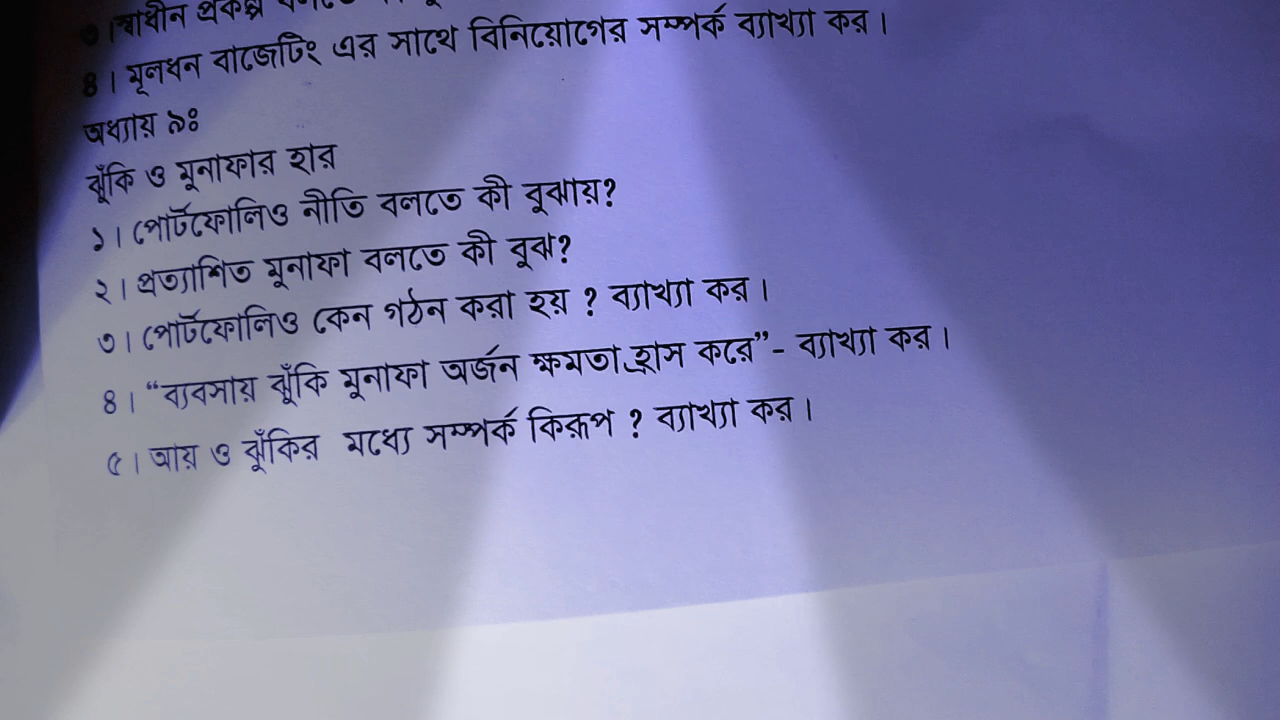 ৩। স্বাধীন প্রকল্প বলতে
৪। মূলধন বাজেটিং এর সাথে বিনিয়োগের সম্পর্ক ব্যাখ্যা কর।
অধ্যায় ৯ঃ
ঝুঁকি ও মুনাফার হার
১। পোর্টফোলিও নীতি বলতে কী বুঝায়?
২। প্রত্যাশিত মুনাফা বলতে কী বুঝ?
৩। পোর্টফোলিও কেন গঠন করা হয় ? ব্যাখ্যা কর।
৪। “ব্যবসায় ঝুঁকি মুনাফা অর্জন ক্ষমতা হ্রাস করে”- ব্যাখ্যা কর।
৫। আয় ও ঝুঁকির মধ্যে সম্পর্ক কিরূপ ? ব্যাখ্যা কর।